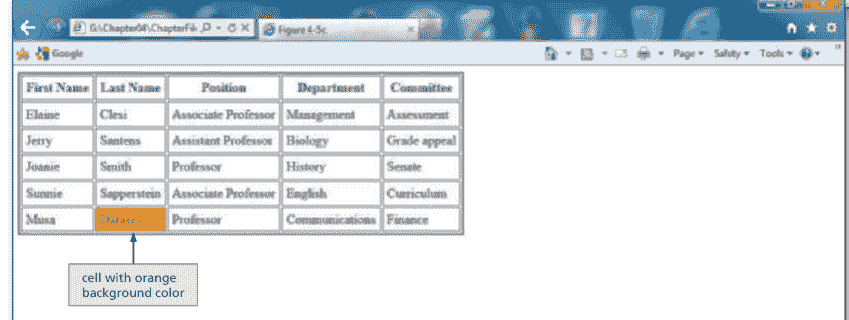 G:\Chapter04\ChapterFil
Figure 4-5c
Google
Page Safety Tools
First Name Last Name Position Department Committee
Elaine Clexi Associate Professor Management Assessment
Jerry Santens Assistant Professor Biology Grade appeal
Joanie Smith Professor History Senate
Sunnie Sapperstein Associate Professor English Curriculum
Musa Professor Communications Finance
cell with orange
background color